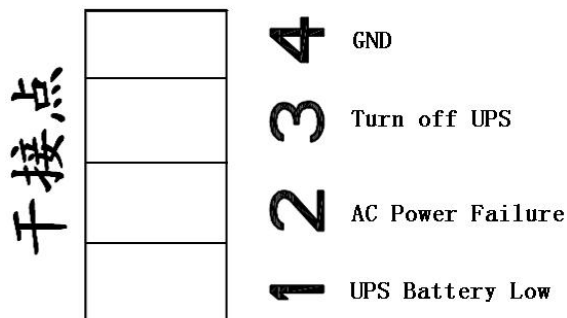 干接点
4 GND
3 Turn off UPS
2 AC Power Failure
1 UPS Battery Low